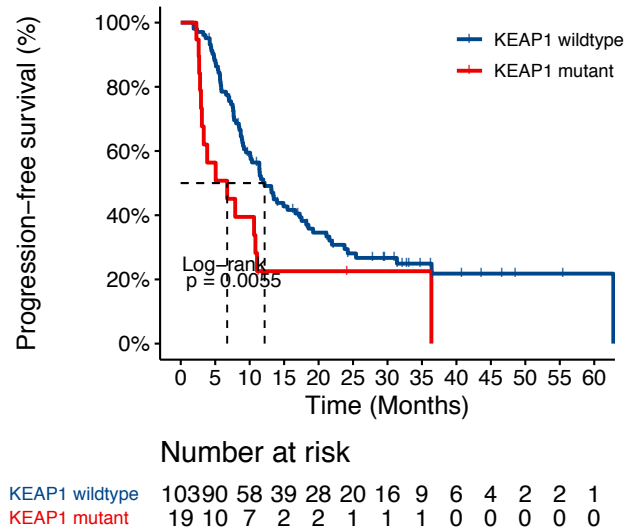 Progression−free survival (%)
100%
80%
60%
40%
20%
0%
KEAP1 wildtype
KEAP1 mutant
Log−rank
p = 0.0055
0 5 10 15 20 25 30 35 40 45 50 55 60
Time (Months)
Number at risk
KEAP1 wildtype 103 90 58 39 28 20 16 9 6 4 2 2 1
KEAP1 mutant 19 10 7 2 2 1 1 1 0 0 0 0 0